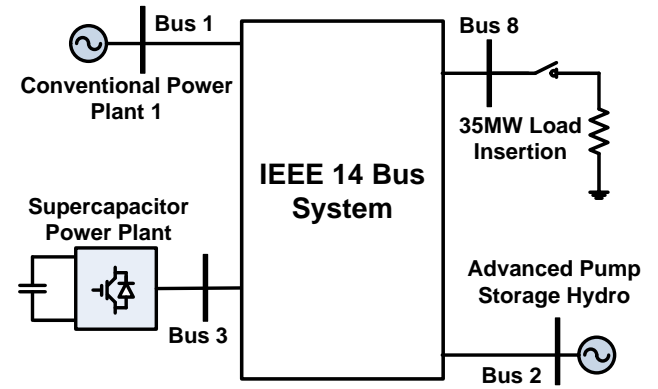 Bus 1
Conventional Power
Plant 1
Bus 8
35MW Load
Insertion
IEEE 14 Bus
System
Supercapacitor
Power Plant
Bus 3
Advanced Pump
Storage Hydro
Bus 2